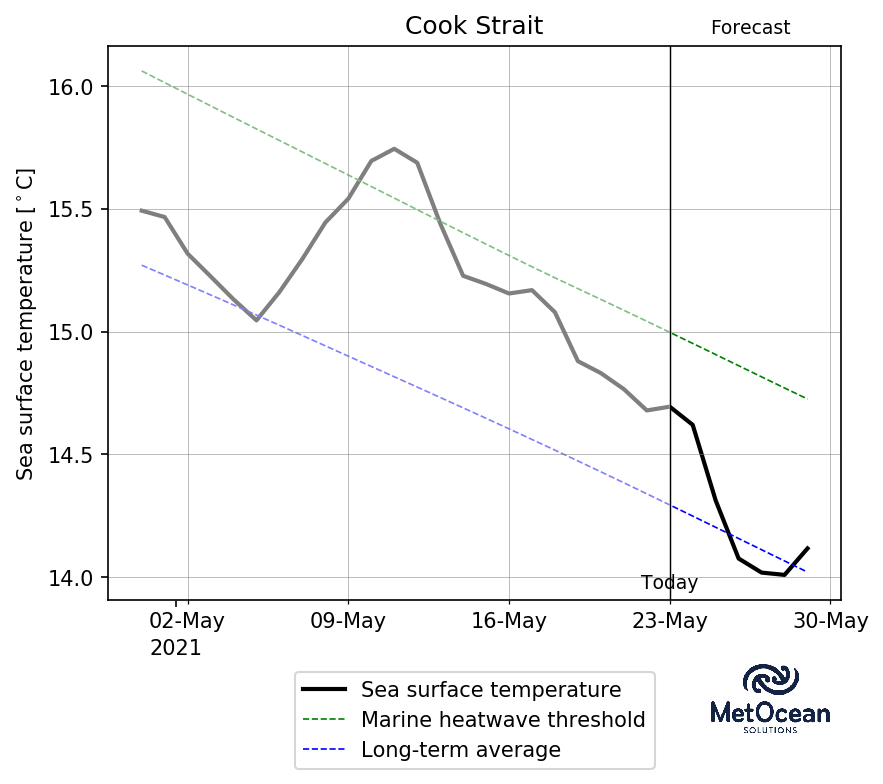 Cook Strait
Forecast
Sea surface temperature [°C]
16.0
15.5
15.0
14.5
14.0
Today
02-May
2021
09-May
16-May
23-May
30-May
Sea surface temperature
Marine heatwave threshold
Long-term average
MetOcean
SOLUTIONS